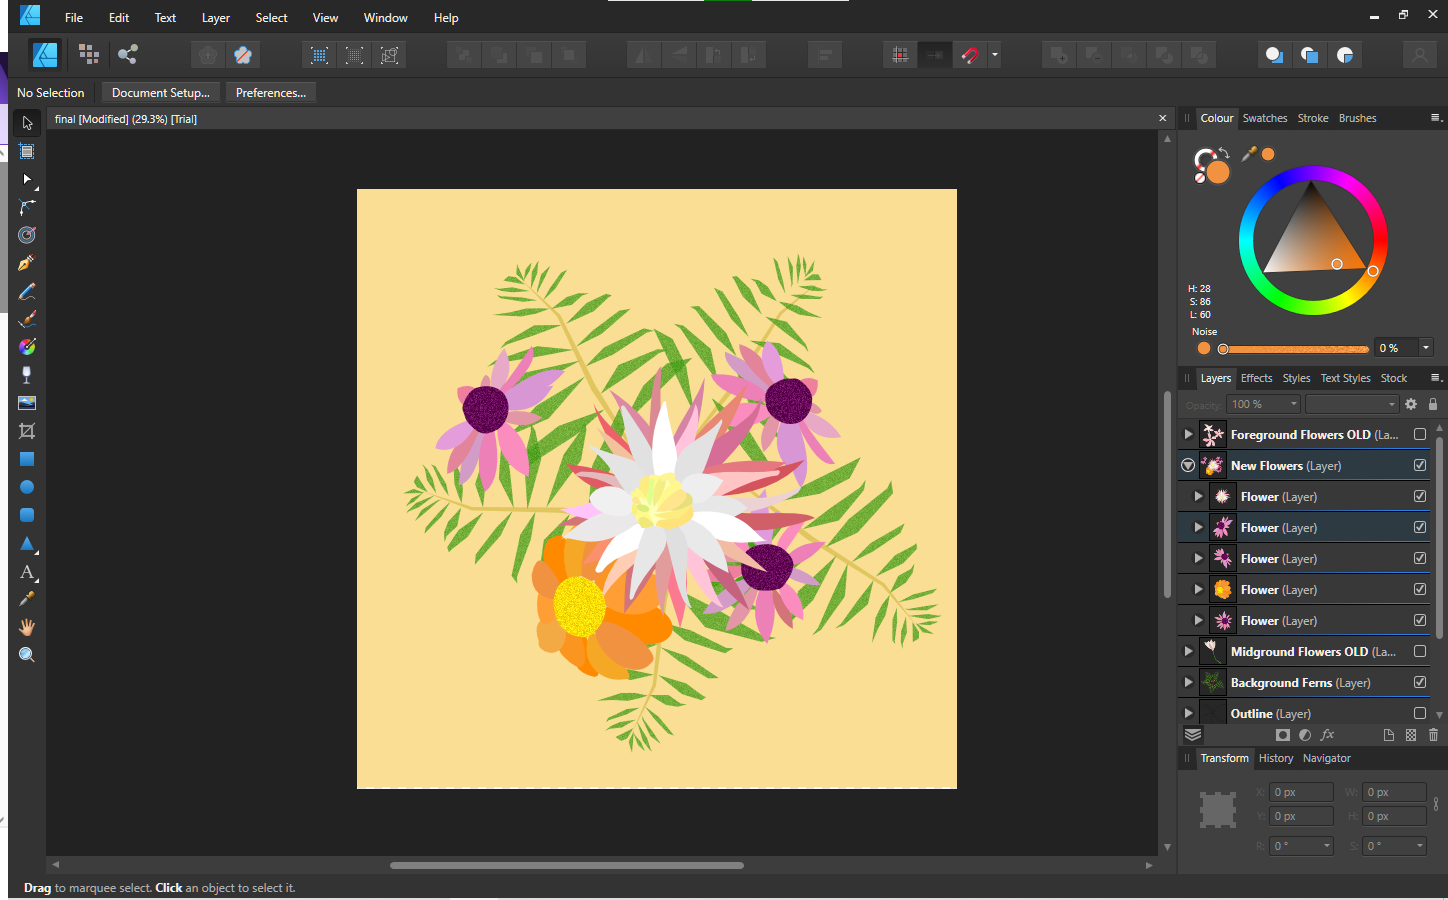 File Edit Text Layer Select View Window Help
No Selection Document Setup... Preferences...
final [Modified] (29.3%) [Trial]
Colour Swatches Stroke Brushes
H: 28
S: 86
L: 60
Noise
0 %
Layers Effects Styles Text Styles Stock
Opacity: 100 %
Foreground Flowers OLD (La...
New Flowers (Layer)
Flower (Layer)
Flower (Layer)
Flower (Layer)
Flower (Layer)
Flower (Layer)
Midground Flowers OLD (La...
Background Ferns (Layer)
Outline (Layer)
fx
Transform History Navigator
X: 0 px W: 0 px
Y: 0 px H: 0 px
R: 0 ° S: 0 °
Drag to marquee select. Click an object to select it.